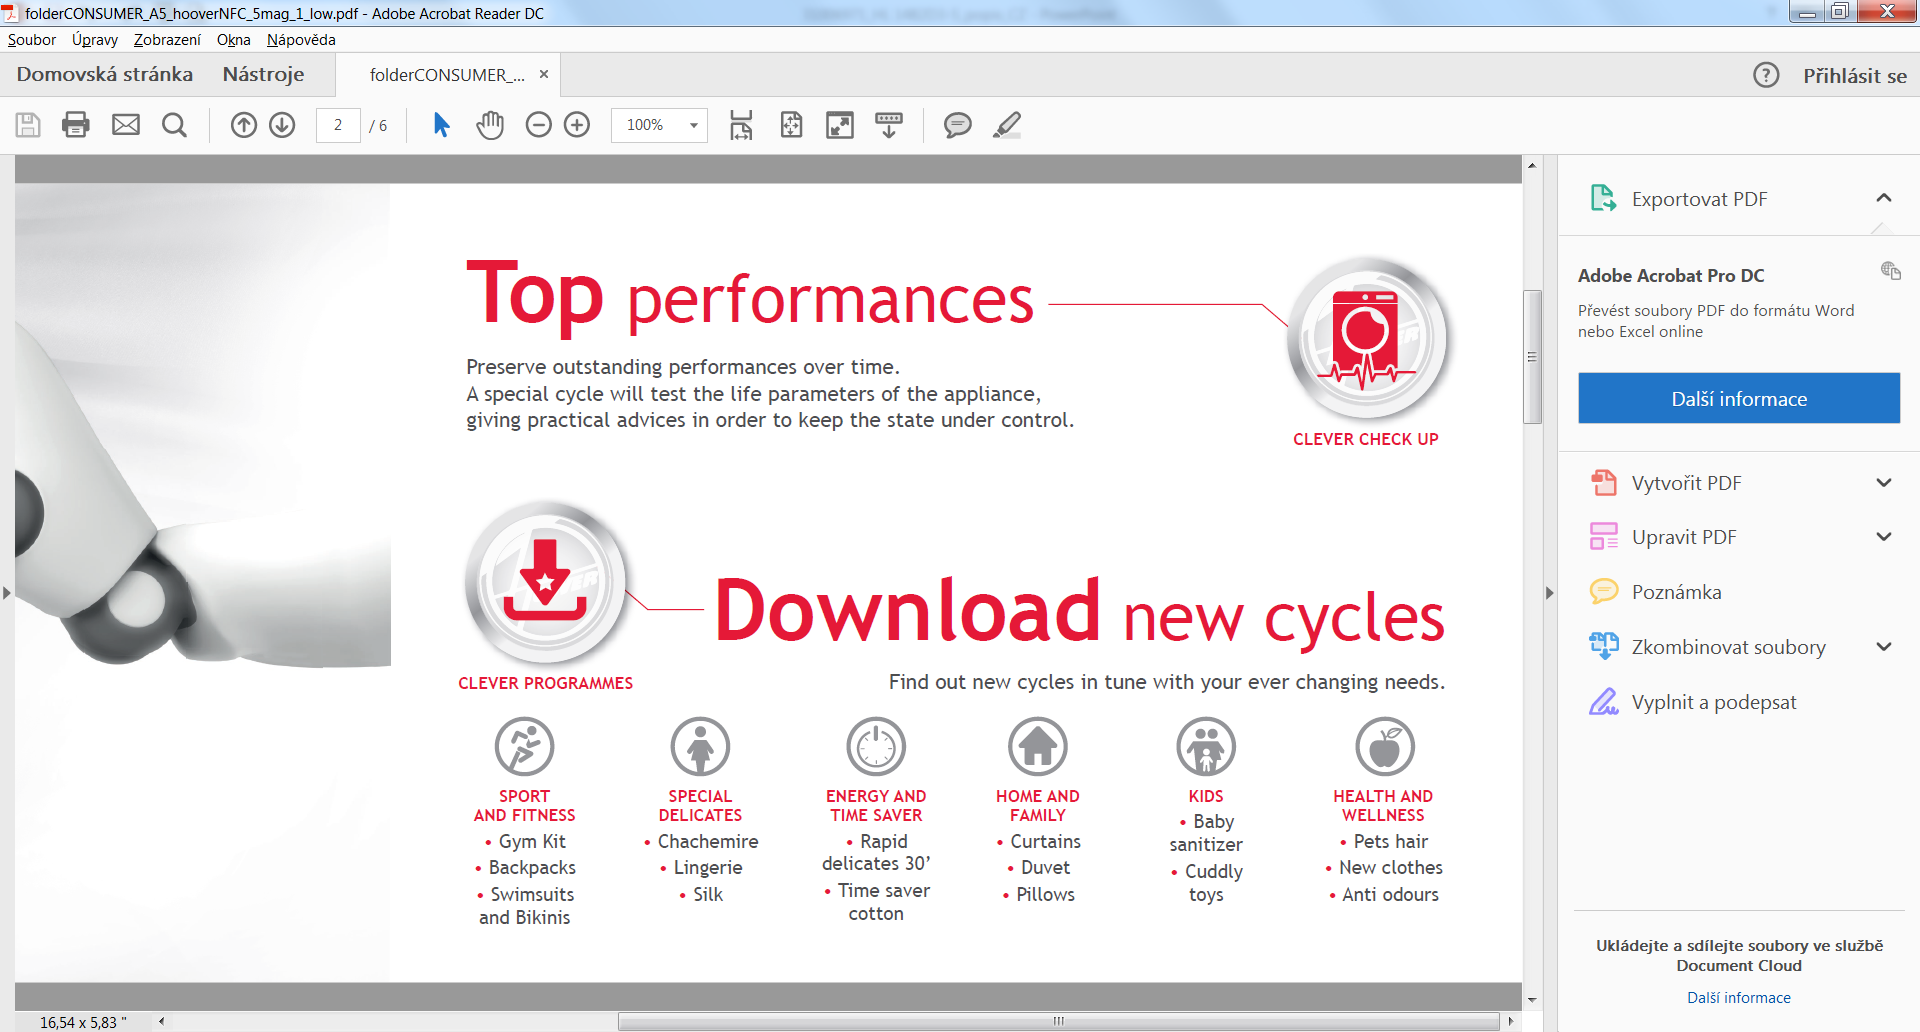 folderCONSUMER_A5_hooverNFC_5mag_1_low.pdf - Adobe Acrobat Reader DC
Soubor Úpravy Zobrazení Okna Nápověda
Domovská stránka Nástroje folderCONSUMER_... × ? Přihlásit se
2 / 6 100%
Top performances
Preserve outstanding performances over time.
A special cycle will test the life parameters of the appliance,
giving practical advices in order to keep the state under control.
CLEVER CHECK UP
CLEVER PROGRAMMES
Download new cycles
Find out new cycles in tune with your ever changing needs.
SPORT
AND FITNESS
• Gym Kit
• Backpacks
• Swimsuits
and Bikinis
SPECIAL
DELICATES
• Chachemire
• Lingerie
• Silk
ENERGY AND
TIME SAVER
• Rapid
delicates 30’
• Time saver
cotton
HOME AND
FAMILY
• Curtains
• Duvet
• Pillows
KIDS
• Baby
sanitizer
• Cuddly
toys
HEALTH AND
WELLNESS
• Pets hair
• New clothes
• Anti odours
Exportovat PDF
Adobe Acrobat Pro DC
Převést soubory PDF do formátu Word
nebo Excel online
Další informace
Vytvořit PDF
Upravit PDF
Poznámka
Zkombinovat soubory
Vyplnit a podepsat
Ukládejte a sdílejte soubory ve službě
Document Cloud
Další informace
16,54 x 5,83 "